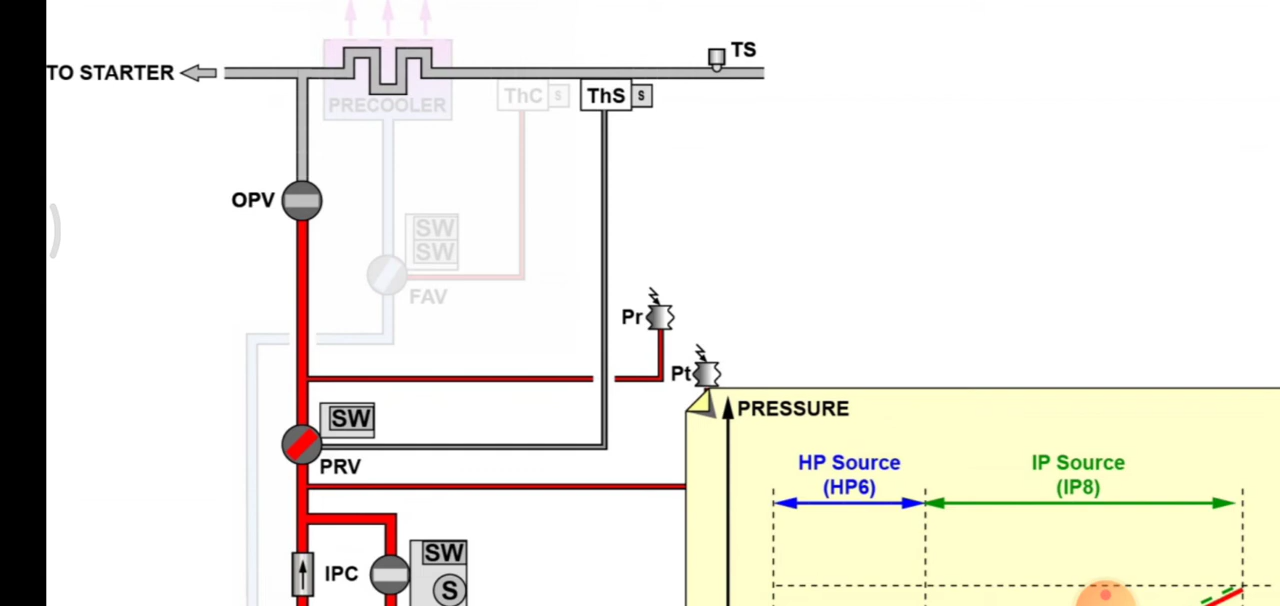 TS
TO STARTER
PRECOOLER
ThC
S
ThS
S
OPV
SW
SW
FAV
Pr
Pt
PRESSURE
SW
PRV
HP Source
(HP6)
IP Source
(IP8)
SW
IPC
S